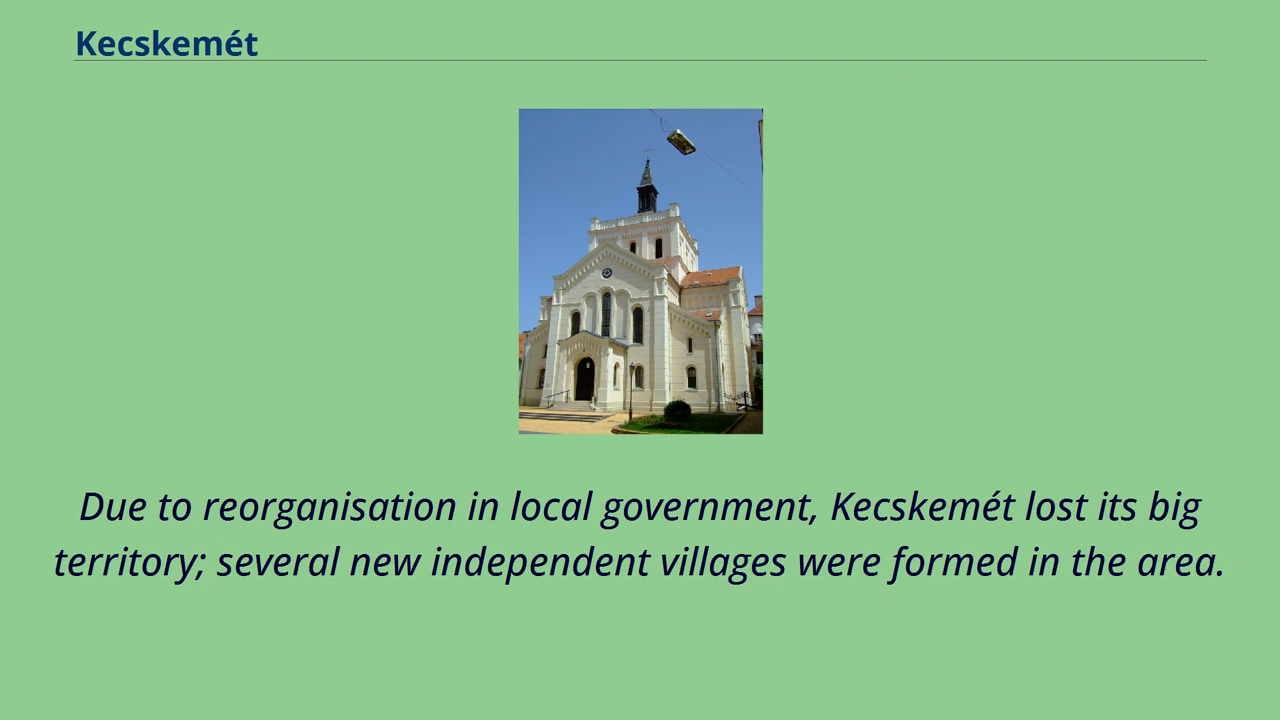 Kecskemét
Due to reorganisation in local government, Kecskemét lost its big
territory; several new independent villages were formed in the area.